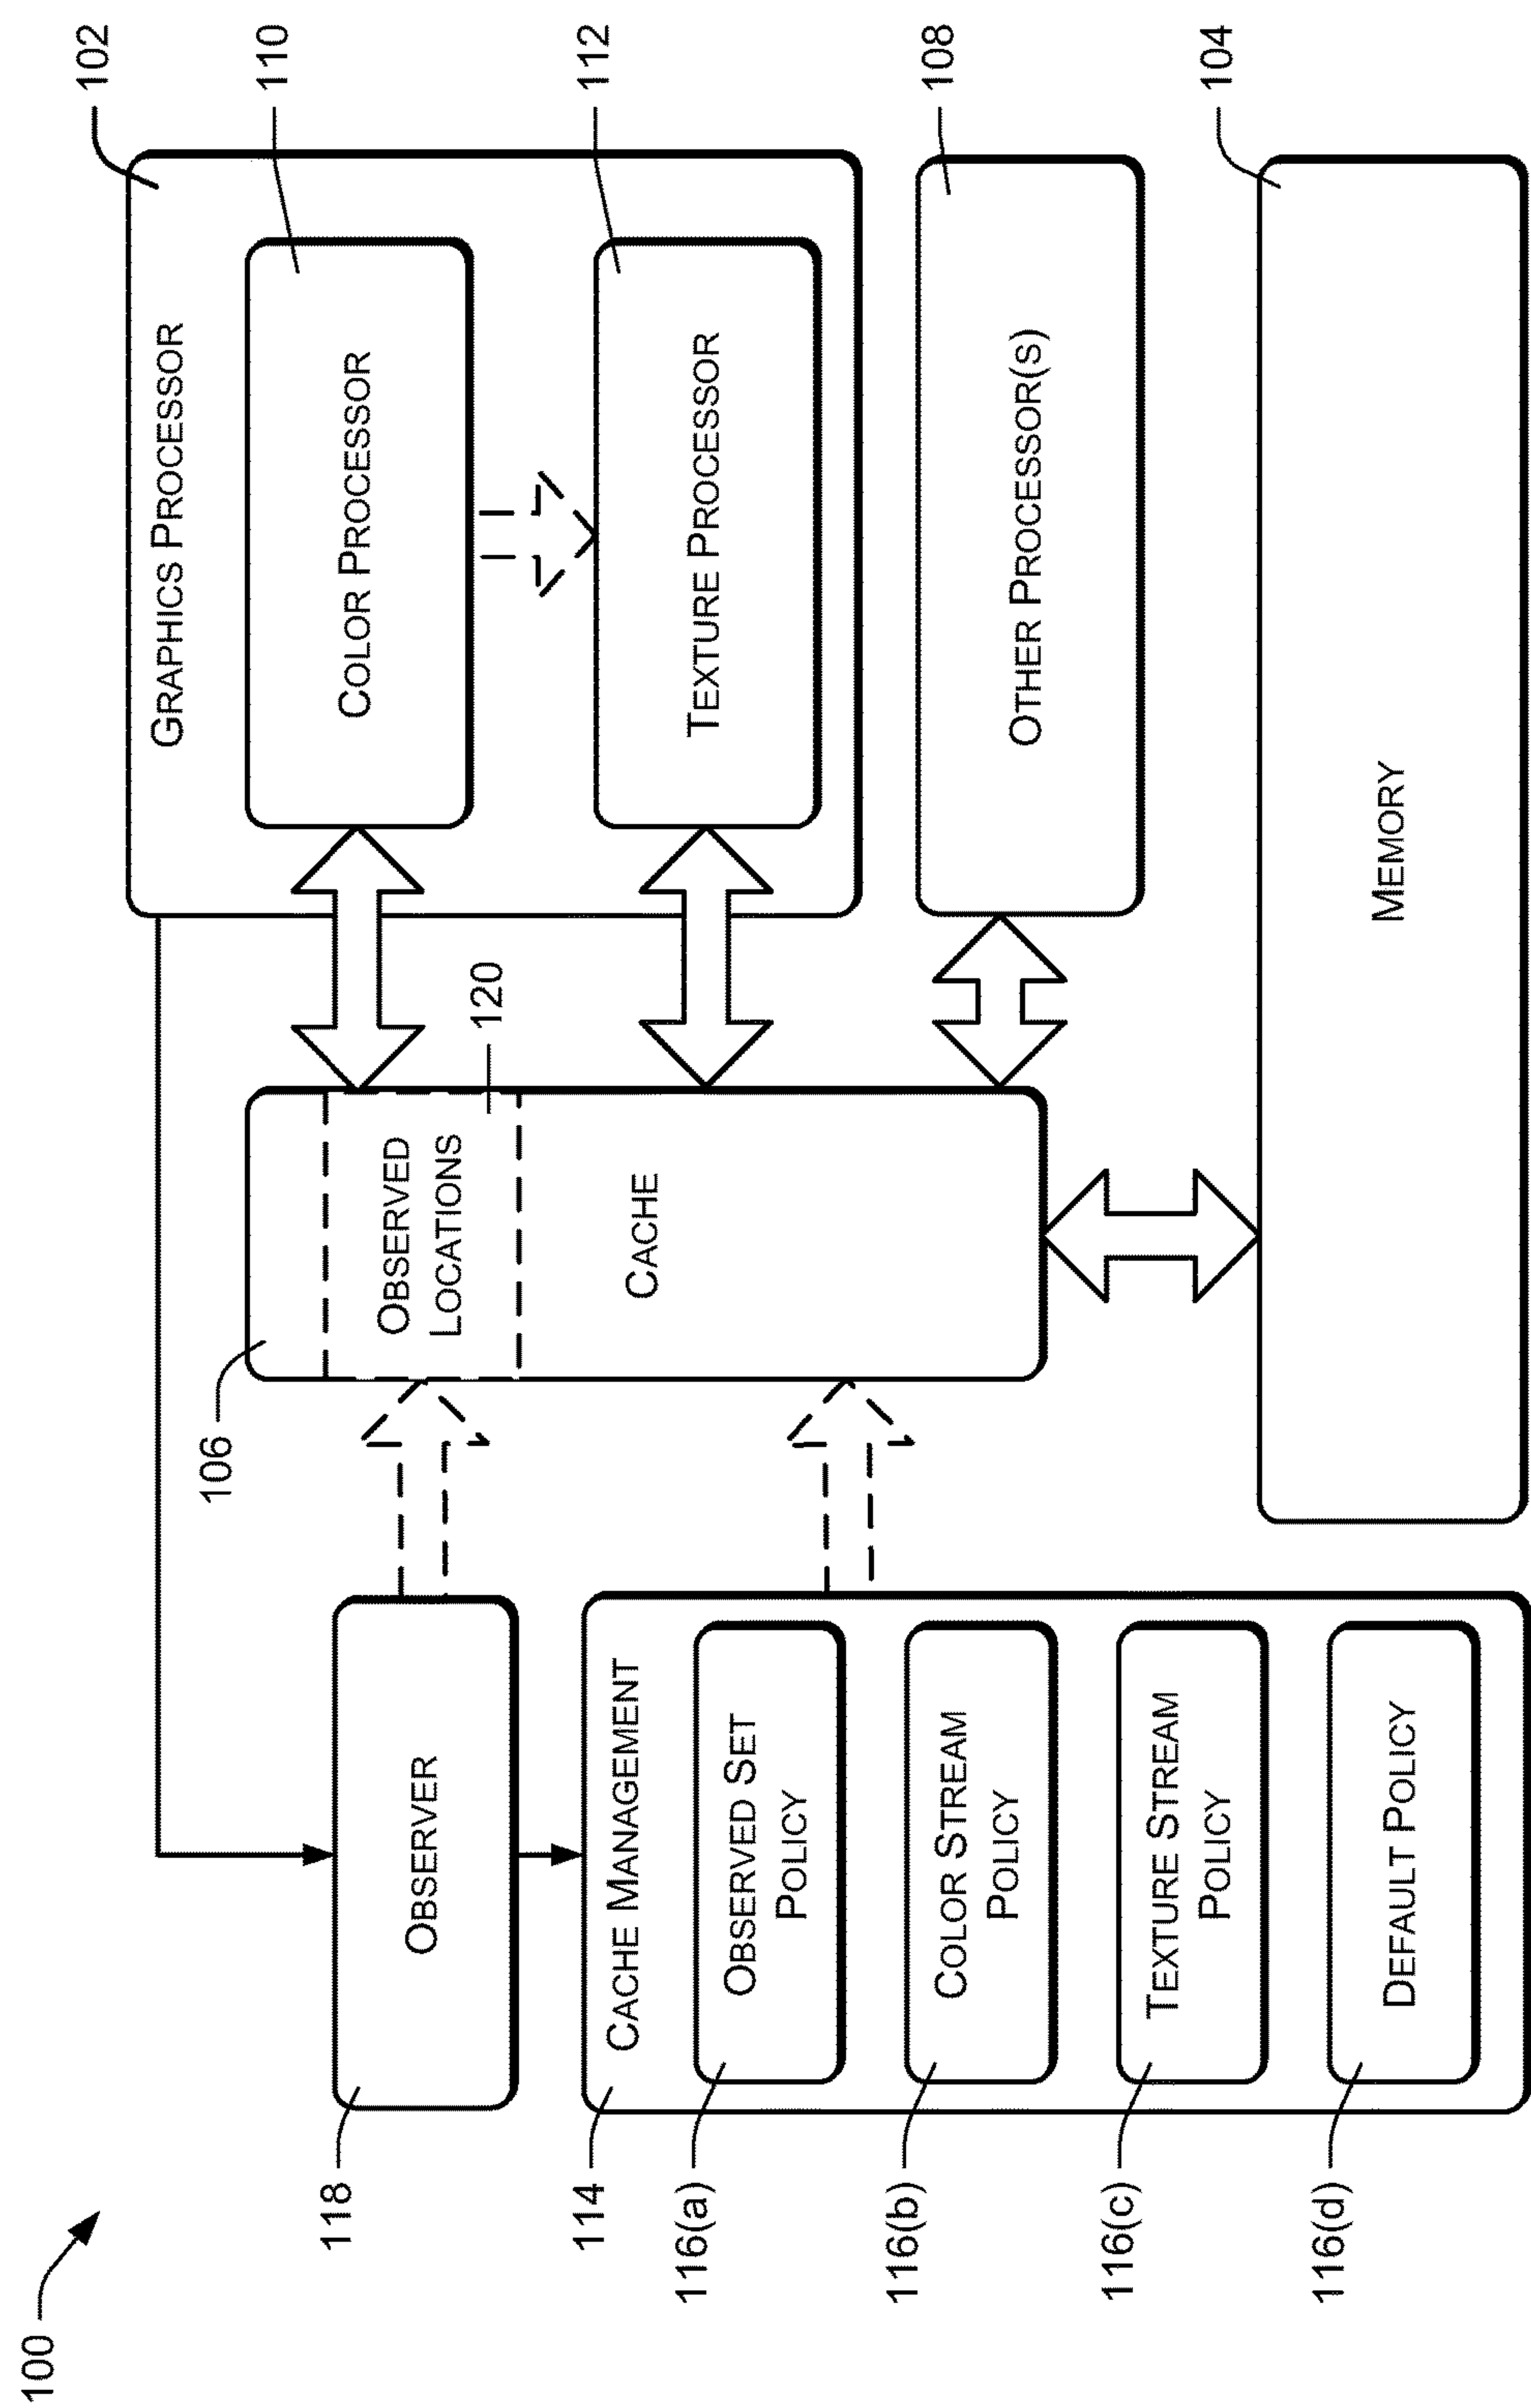 100
102
GRAPHICS PROCESSOR
110
COLOR PROCESSOR
112
TEXTURE PROCESSOR
108
OTHER PROCESSOR(S)
104
MEMORY
106
120
OBSERVED
LOCATIONS
CACHE
118
OBSERVER
114
CACHE MANAGEMENT
116(a)
OBSERVED SET
POLICY
116(b)
COLOR STREAM
POLICY
116(c)
TEXTURE STREAM
POLICY
116(d)
DEFAULT POLICY